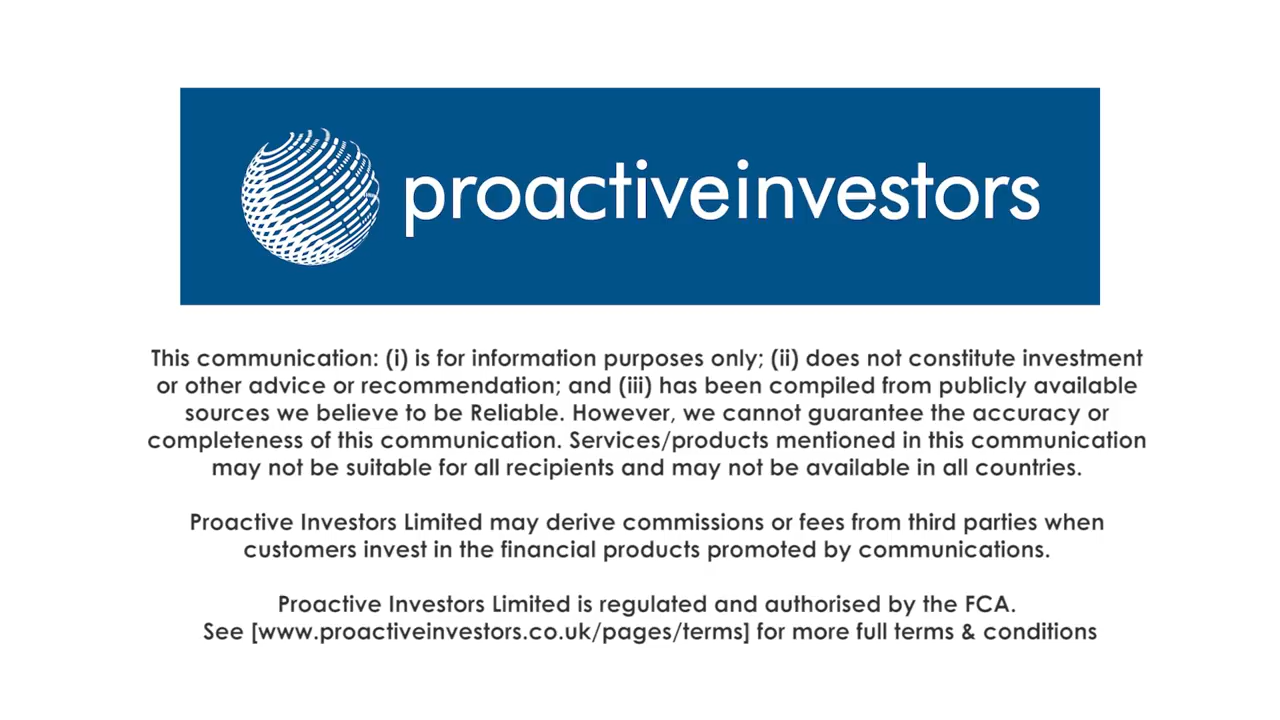 proactiveinvestors
This communication: (i) is for information purposes only; (ii) does not constitute investment
or other advice or recommendation; and (iii) has been compiled from publicly available
sources we believe to be Reliable. However, we cannot guarantee the accuracy or
completeness of this communication. Services/products mentioned in this communication
may not be suitable for all recipients and may not be available in all countries.
Proactive Investors Limited may derive commissions or fees from third parties when
customers invest in the financial products promoted by communications.
Proactive Investors Limited is regulated and authorised by the FCA.
See [www.proactiveinvestors.co.uk/pages/terms] for more full terms & conditions